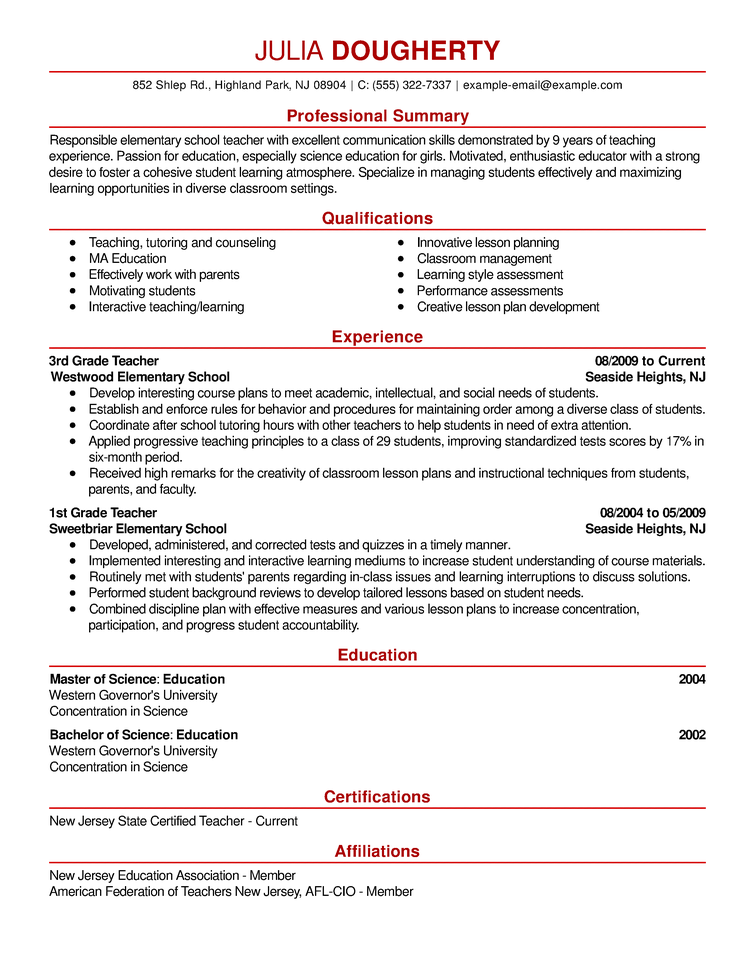 JULIA DOUGHERTY
852 Shlep Rd., Highland Park, NJ 08904 | C: (555) 322-7337 | example-email@example.com
Professional Summary
Responsible elementary school teacher with excellent communication skills demonstrated by 9 years of teaching
experience. Passion for education, especially science education for girls. Motivated, enthusiastic educator with a strong
desire to foster a cohesive student learning atmosphere. Specialize in managing students effectively and maximizing
learning opportunities in diverse classroom settings.
Qualifications
• Teaching, tutoring and counseling
• MA Education
• Effectively work with parents
• Motivating students
• Interactive teaching/learning
• Innovative lesson planning
• Classroom management
• Learning style assessment
• Performance assessments
• Creative lesson plan development
Experience
3rd Grade Teacher 08/2009 to Current
Westwood Elementary School Seaside Heights, NJ
• Develop interesting course plans to meet academic, intellectual, and social needs of students.
• Establish and enforce rules for behavior and procedures for maintaining order among a diverse class of students.
• Coordinate after school tutoring hours with other teachers to help students in need of extra attention.
• Applied progressive teaching principles to a class of 29 students, improving standardized tests scores by 17% in
six-month period.
• Received high remarks for the creativity of classroom lesson plans and instructional techniques from students,
parents, and faculty.
1st Grade Teacher 08/2004 to 05/2009
Sweetbriar Elementary School Seaside Heights, NJ
• Developed, administered, and corrected tests and quizzes in a timely manner.
• Implemented interesting and interactive learning mediums to increase student understanding of course materials.
• Routinely met with students' parents regarding in-class issues and learning interruptions to discuss solutions.
• Performed student background reviews to develop tailored lessons based on student needs.
• Combined discipline plan with effective measures and various lesson plans to increase concentration,
participation, and progress student accountability.
Education
Master of Science: Education 2004
Western Governor's University
Concentration in Science
Bachelor of Science: Education 2002
Western Governor's University
Concentration in Science
Certifications
New Jersey State Certified Teacher - Current
Affiliations
New Jersey Education Association - Member
American Federation of Teachers New Jersey, AFL-CIO - Member